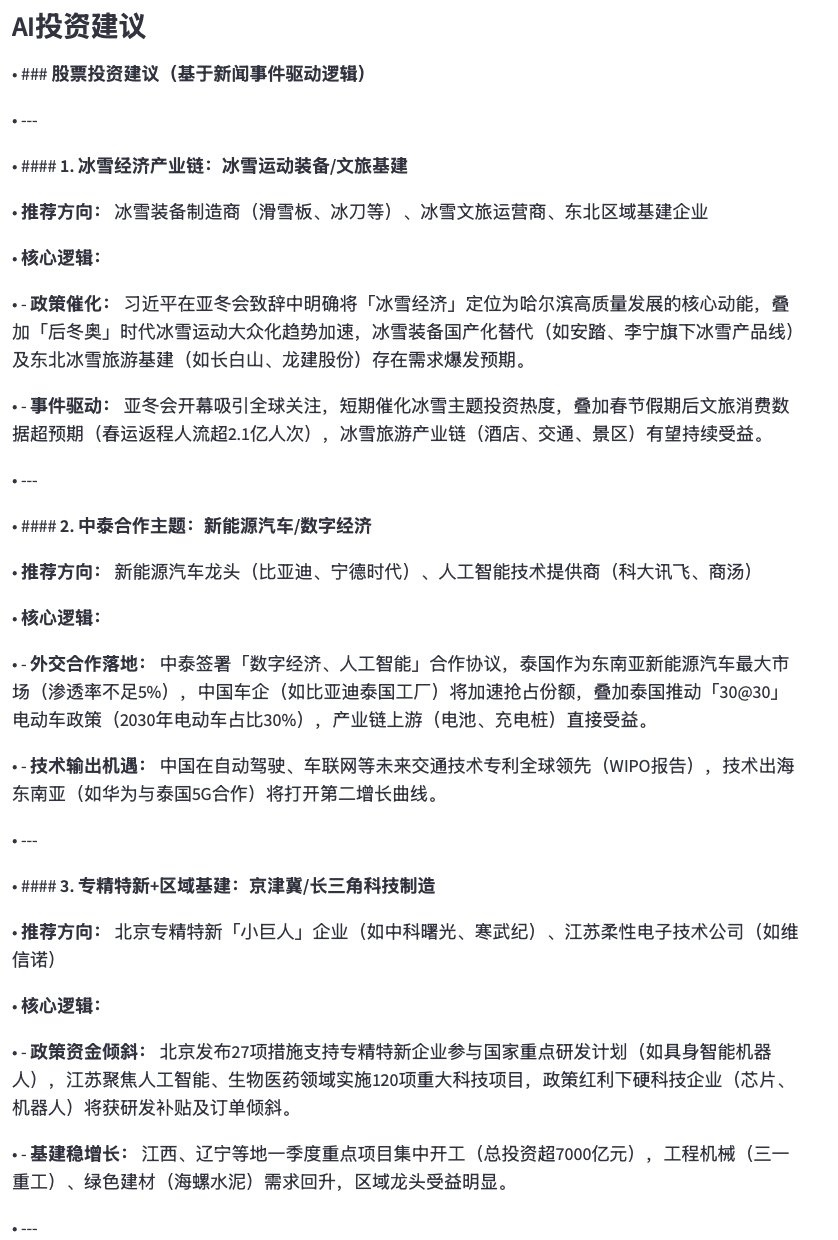 AI投资建议
• ### 股票投资建议（基于新闻事件驱动逻辑）
• ---
• #### 1. 冰雪经济产业链：冰雪运动装备/文旅基建
• 推荐方向： 冰雪装备制造商（滑雪板、冰刀等）、冰雪文旅运营商、东北区域基建企业
• 核心逻辑：
• - 政策催化： 习近平在亚冬会致辞中明确将「冰雪经济」定位为哈尔滨高质量发展的核心动能，叠
加「后冬奥」时代冰雪运动大众化趋势加速，冰雪装备国产化替代（如安踏、李宁旗下冰雪产品线）
及东北冰雪旅游基建（如长白山、龙建股份）存在需求爆发预期。
• - 事件驱动： 亚冬会开幕吸引全球关注，短期催化冰雪主题投资热度，叠加春节假期后文旅消费数
据超预期（春运返程人流超2.1亿人次），冰雪旅游产业链（酒店、交通、景区）有望持续受益。
• ---
• #### 2. 中泰合作主题：新能源汽车/数字经济
• 推荐方向： 新能源汽车龙头（比亚迪、宁德时代）、人工智能技术提供商（科大讯飞、商汤）
• 核心逻辑：
• - 外交合作落地： 中泰签署「数字经济、人工智能」合作协议，泰国作为东南亚新能源汽车最大市
场（渗透率不足5%），中国车企（如比亚迪泰国工厂）将加速抢占份额，叠加泰国推动「30@30」
电动车政策（2030年电动车占比30%），产业链上游（电池、充电桩）直接受益。
• - 技术输出机遇： 中国在自动驾驶、车联网等未来交通技术专利全球领先（WIPO报告），技术出海
东南亚（如华为与泰国5G合作）将打开第二增长曲线。
• ---
• #### 3. 专精特新+区域基建：京津冀/长三角科技制造
• 推荐方向： 北京专精特新「小巨人」企业（如中科曙光、寒武纪）、江苏柔性电子技术公司（如维
信诺）
• 核心逻辑：
• - 政策资金倾斜： 北京发布27项措施支持专精特新企业参与国家重点研发计划（如具身智能机器
人），江苏聚焦人工智能、生物医药领域实施120项重大科技项目，政策红利下硬科技企业（芯片、
机器人）将获研发补贴及订单倾斜。
• - 基建稳增长： 江西、辽宁等地一季度重点项目集中开工（总投资超7000亿元），工程机械（三一
重工）、绿色建材（海螺水泥）需求回升，区域龙头受益明显。
• ---